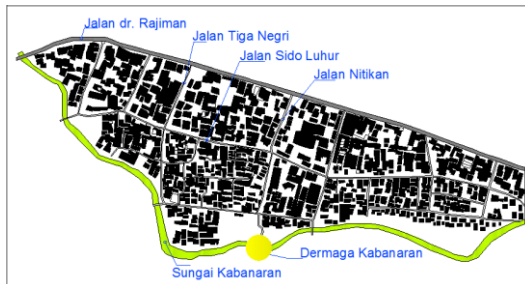 Jalan dr. Rajiman
Jalan Tiga Negri
Jalan Sido Luhur
Jalan Nitikan
Dermaga Kabanaran
Sungai Kabanaran